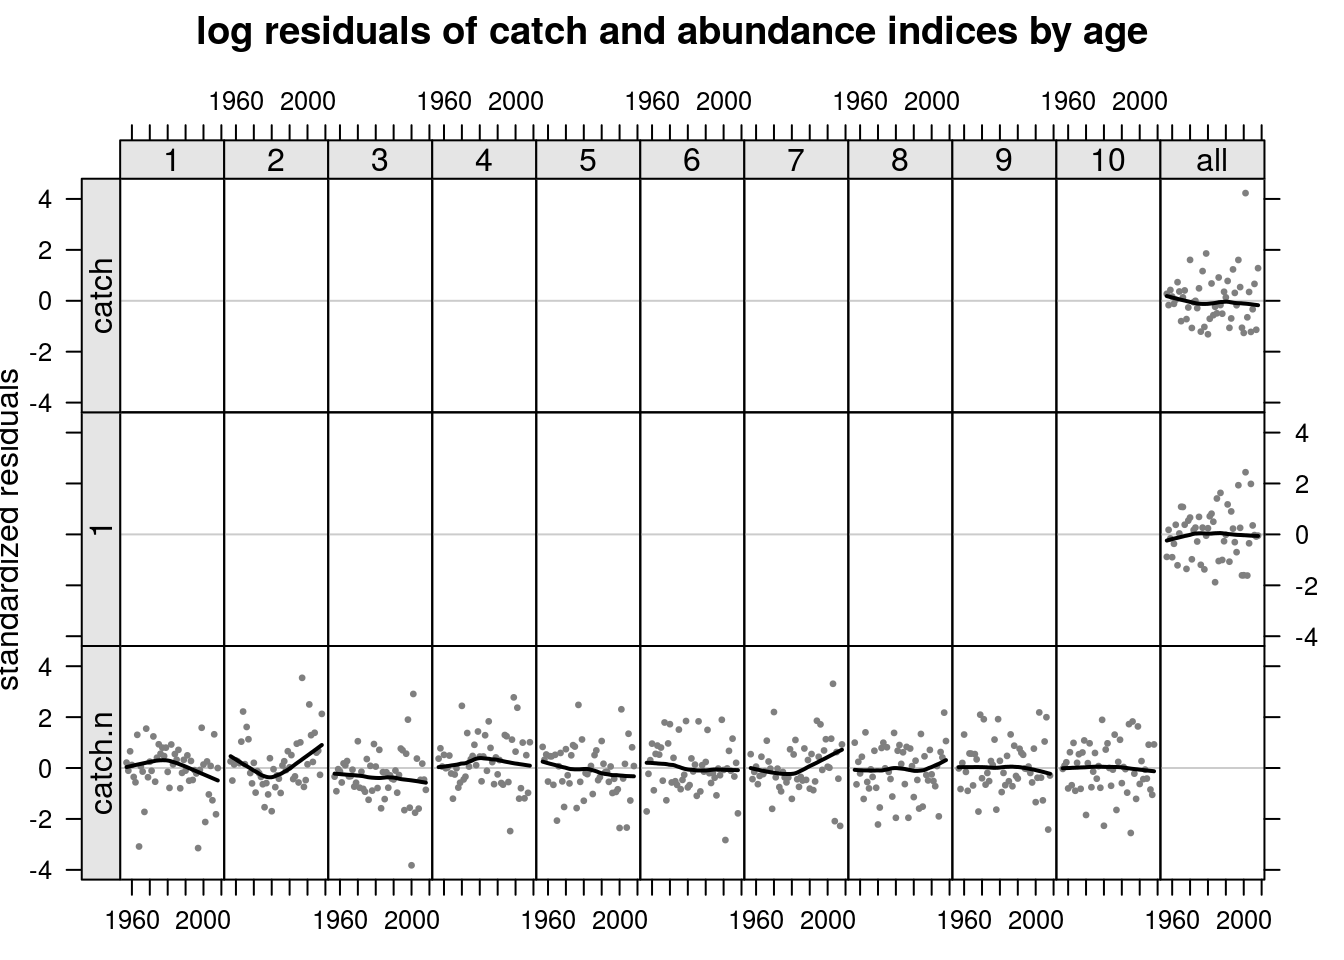 log residuals of catch and abundance indices by age
1960 2000 1960 2000 1960 2000 1960 2000 1960 2000
1 2 3 4 5 6 7 8 9 10 all
standardized residuals
catch
4
2
0
-2
-4
1
4
2
0
-2
-4
catch.n
4
2
0
-2
-4
1960 2000 1960 2000 1960 2000 1960 2000 1960 2000 1960 2000